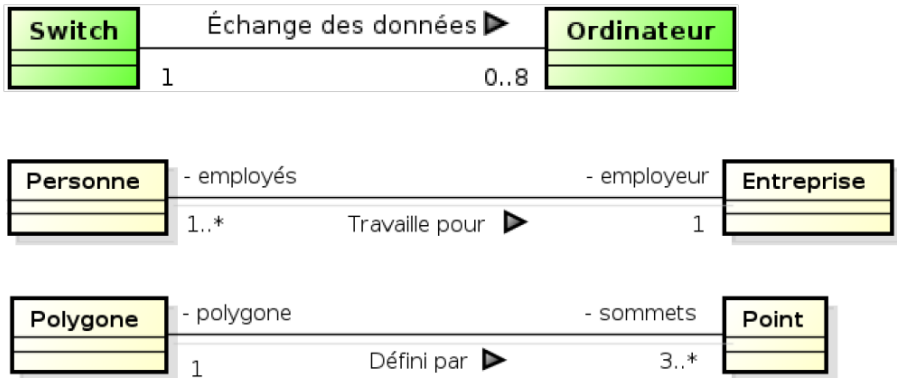 Switch
Échange des données
Ordinateur
1
0..8
Personne
- employés
- employeur
Entreprise
1..*
Travaille pour
1
Polygone
- polygone
- sommets
Point
1
Défini par
3..*